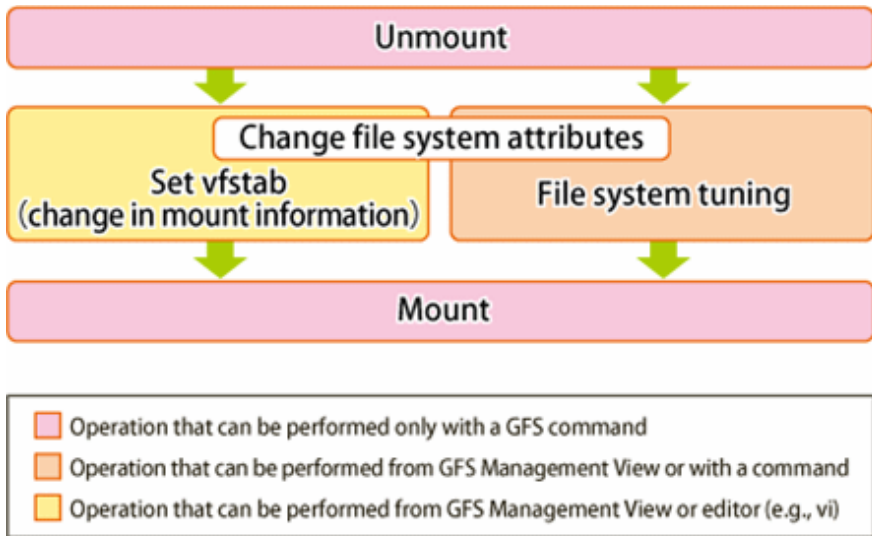 Unmount
Change file system attributes
Set vfstab
(change in mount information)
File system tuning
Mount
Operation that can be performed only with a GFS command
Operation that can be performed from GFS Management View or with a command
Operation that can be performed from GFS Management View or editor (e.g., vi)